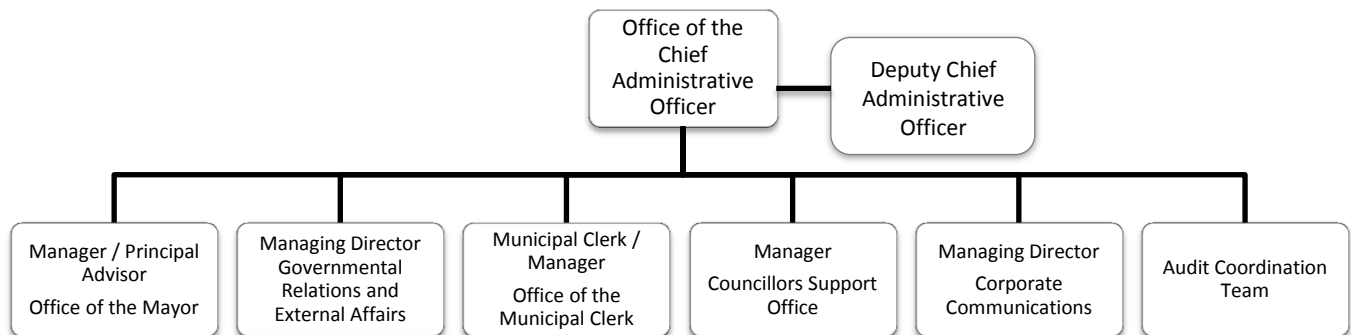 Office of the
Chief
Administrative
Officer
Deputy Chief
Administrative
Officer
Manager / Principal
Advisor
Office of the Mayor
Managing Director
Governmental
Relations and
External Affairs
Municipal Clerk /
Manager
Office of the
Municipal Clerk
Manager
Councillors Support
Office
Managing Director
Corporate
Communications
Audit Coordination
Team